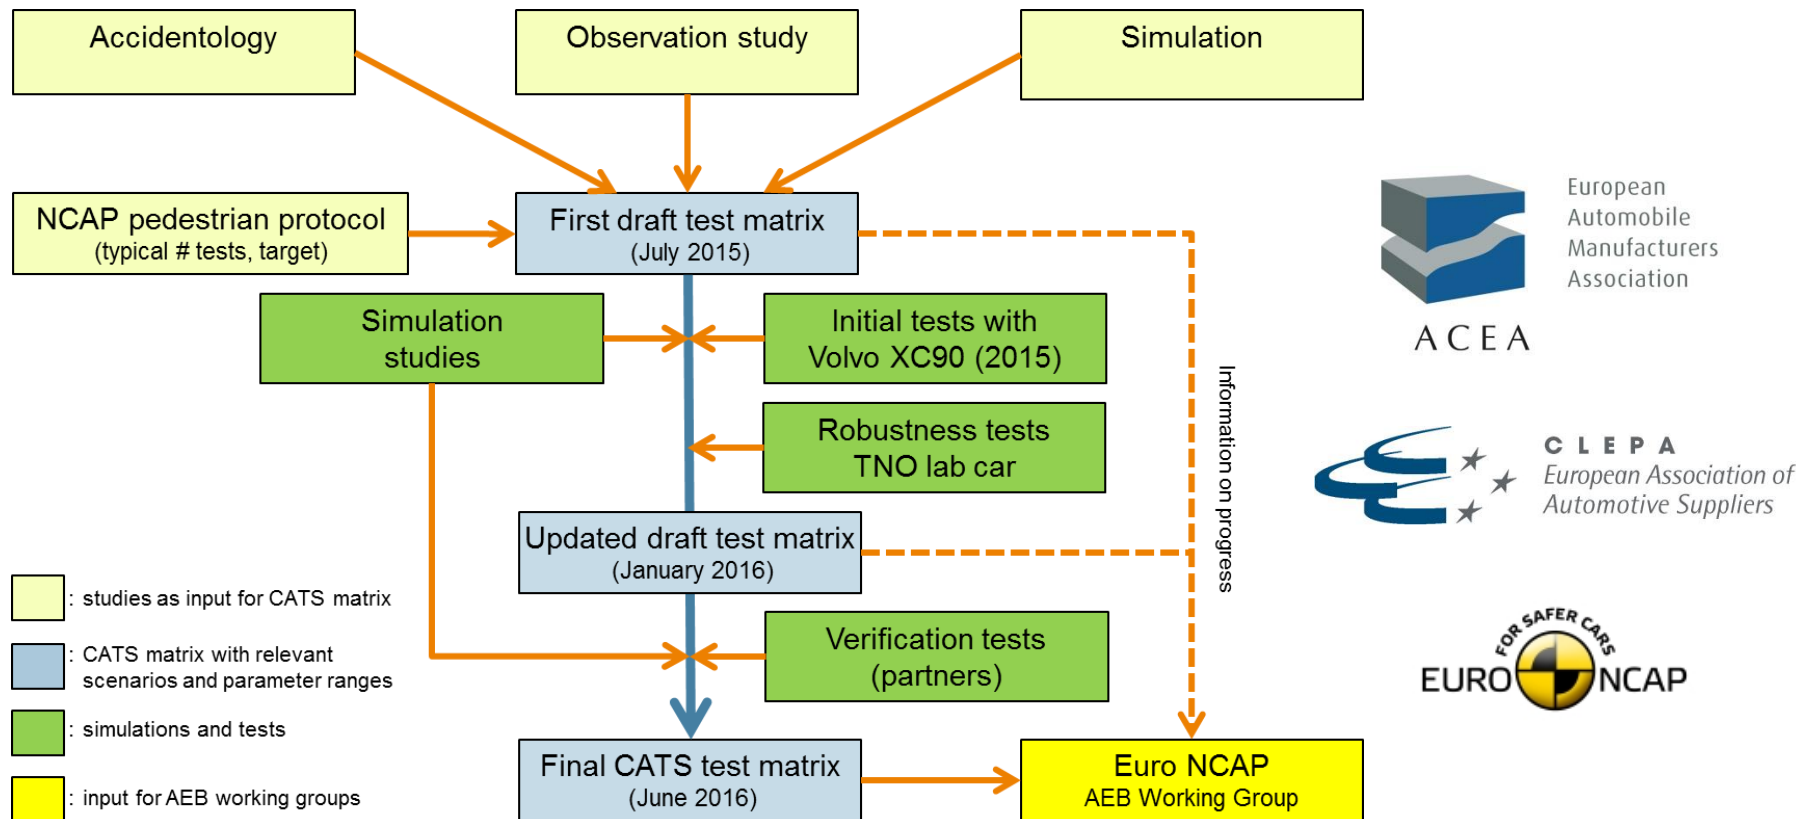 Accidentology
Observation study
Simulation
NCAP pedestrian protocol
(typical # tests, target)
First draft test matrix
(July 2015)
European
Automobile
Manufacturers
Association
ACEA
Simulation
studies
Initial tests with
Volvo XC90 (2015)
Information on progress
Robustness tests
TNO lab car
CLEPA
European Association of
Automotive Suppliers
Updated draft test matrix
(January 2016)
: studies as input for CATS matrix
: CATS matrix with relevant
scenarios and parameter ranges
: simulations and tests
: input for AEB working groups
Verification tests
(partners)
FOR SAFER CARS
EURO NCAP
Final CATS test matrix
(June 2016)
Euro NCAP
AEB Working Group